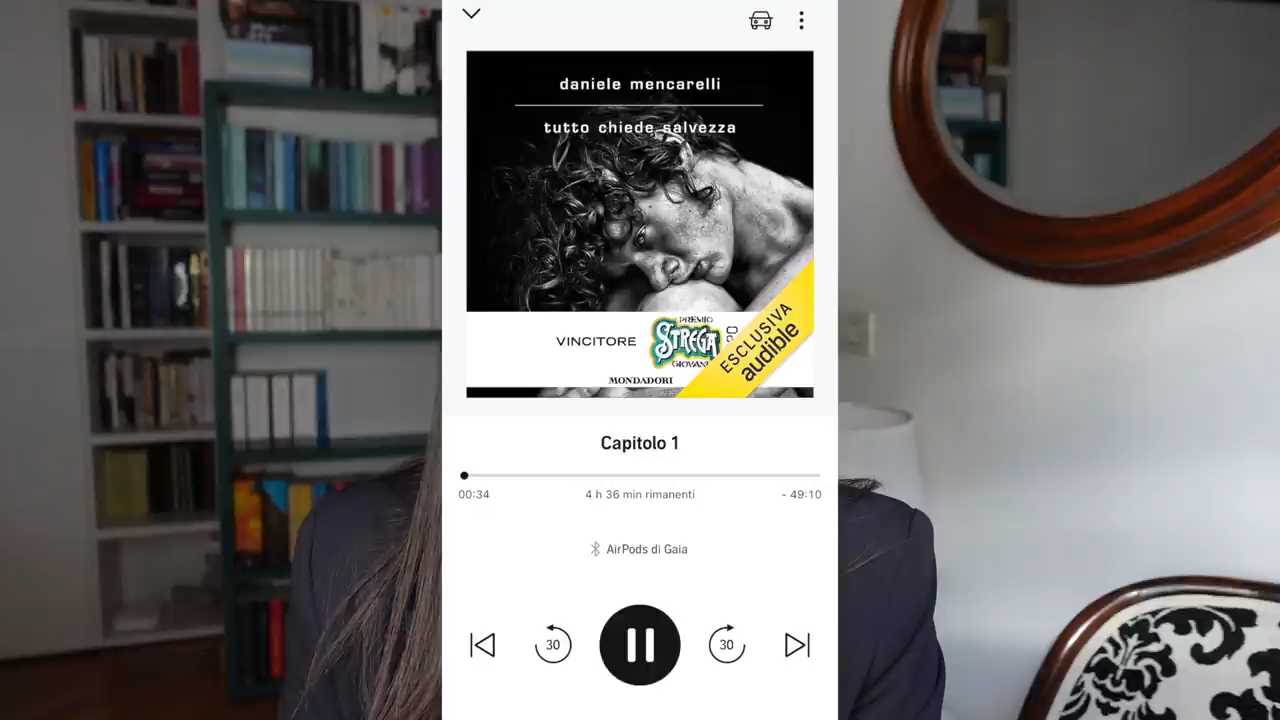 daniele mencarelli
tutto chiede salvezza
VINCITORE
PREMIO
STREGA
GIOVANI
MONDADORI
ESCLUSIVA
audible
Capitolo 1
00:34
4 h 36 min rimanenti
- 49:10
AirPods di Gaia
30
30